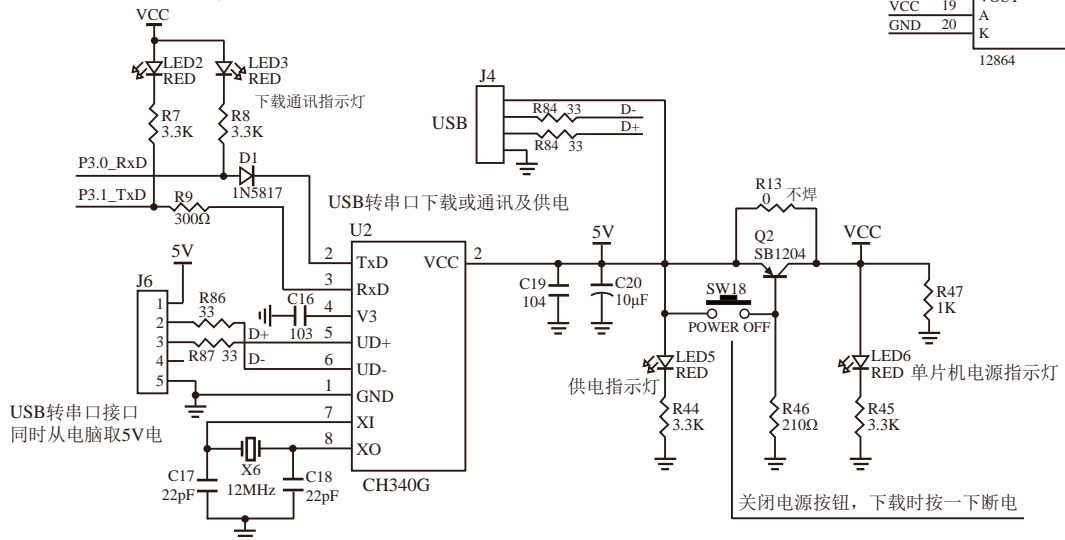 VCC
LED2
RED
LED3
RED
下载通讯指示灯
R7
3.3K
R8
3.3K
P3.0_RxD
D1
1N5817
P3.1_TxD
R9
300Ω
VCC 19 A
GND 20 K
12864
J4
USB
R84 33 D-
D+
R84 33
USB转串口下载或通讯及供电
U2
2 TxD
VCC 2
3 RxD
4 V3
5 UD+
6 UD-
1 GND
7 XI
8 XO
CH340G
5V
J6
1
2
3
4
5
R86
33
D+
R87 33
D-
C16
103
USB转串口接口
同时从电脑取5V电
C17
22pF
X6
12MHz
C18
22pF
5V
C19
104
C20
10μF
R13
0 不焊
Q2
SB1204
VCC
SW18
POWER OFF
R47
1K
LED5
RED
供电指示灯
R44
3.3K
R46
210Ω
LED6
RED 单片机电源指示灯
R45
3.3K
关闭电源按钮，下载时按一下断电